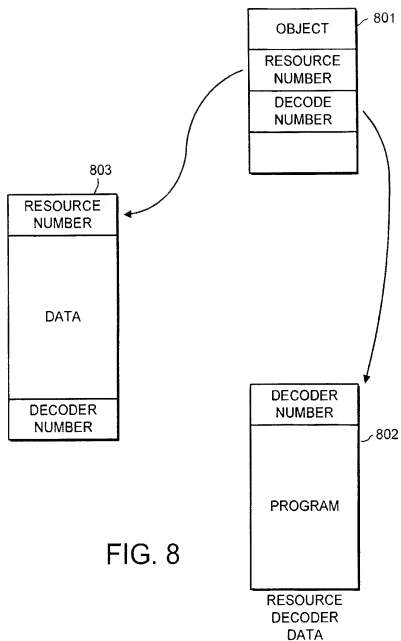 801
OBJECT
RESOURCE
NUMBER
DECODE
NUMBER
803
RESOURCE
NUMBER
DATA
DECODER
NUMBER
DECODER
NUMBER
802
PROGRAM
FIG. 8
RESOURCE
DECODER
DATA